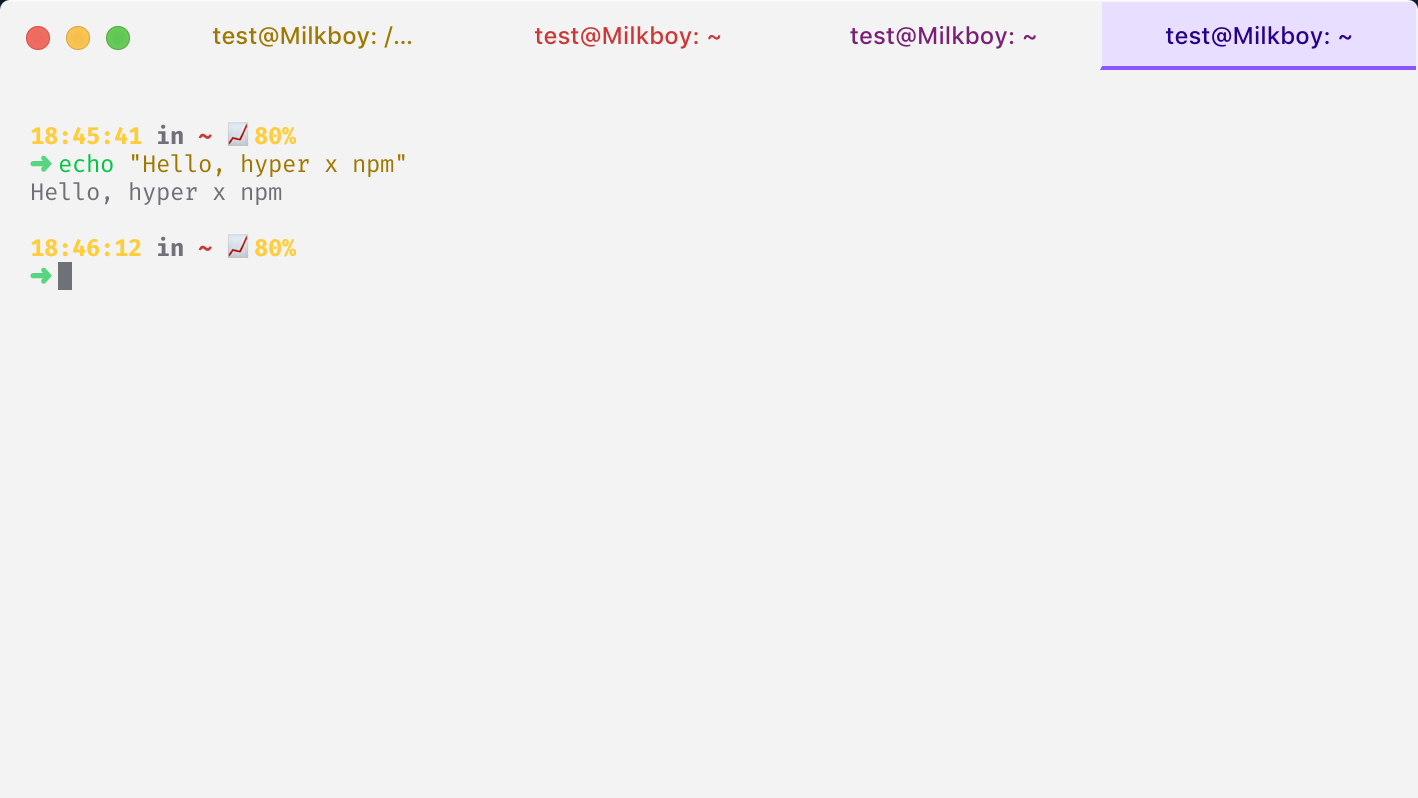 test@Milkboy: /... test@Milkboy: ~ test@Milkboy: ~ test@Milkboy: ~
18:45:41 in ~ 📈 80%
➜ echo "Hello, hyper x npm"
Hello, hyper x npm
18:46:12 in ~ 📈 80%
➜